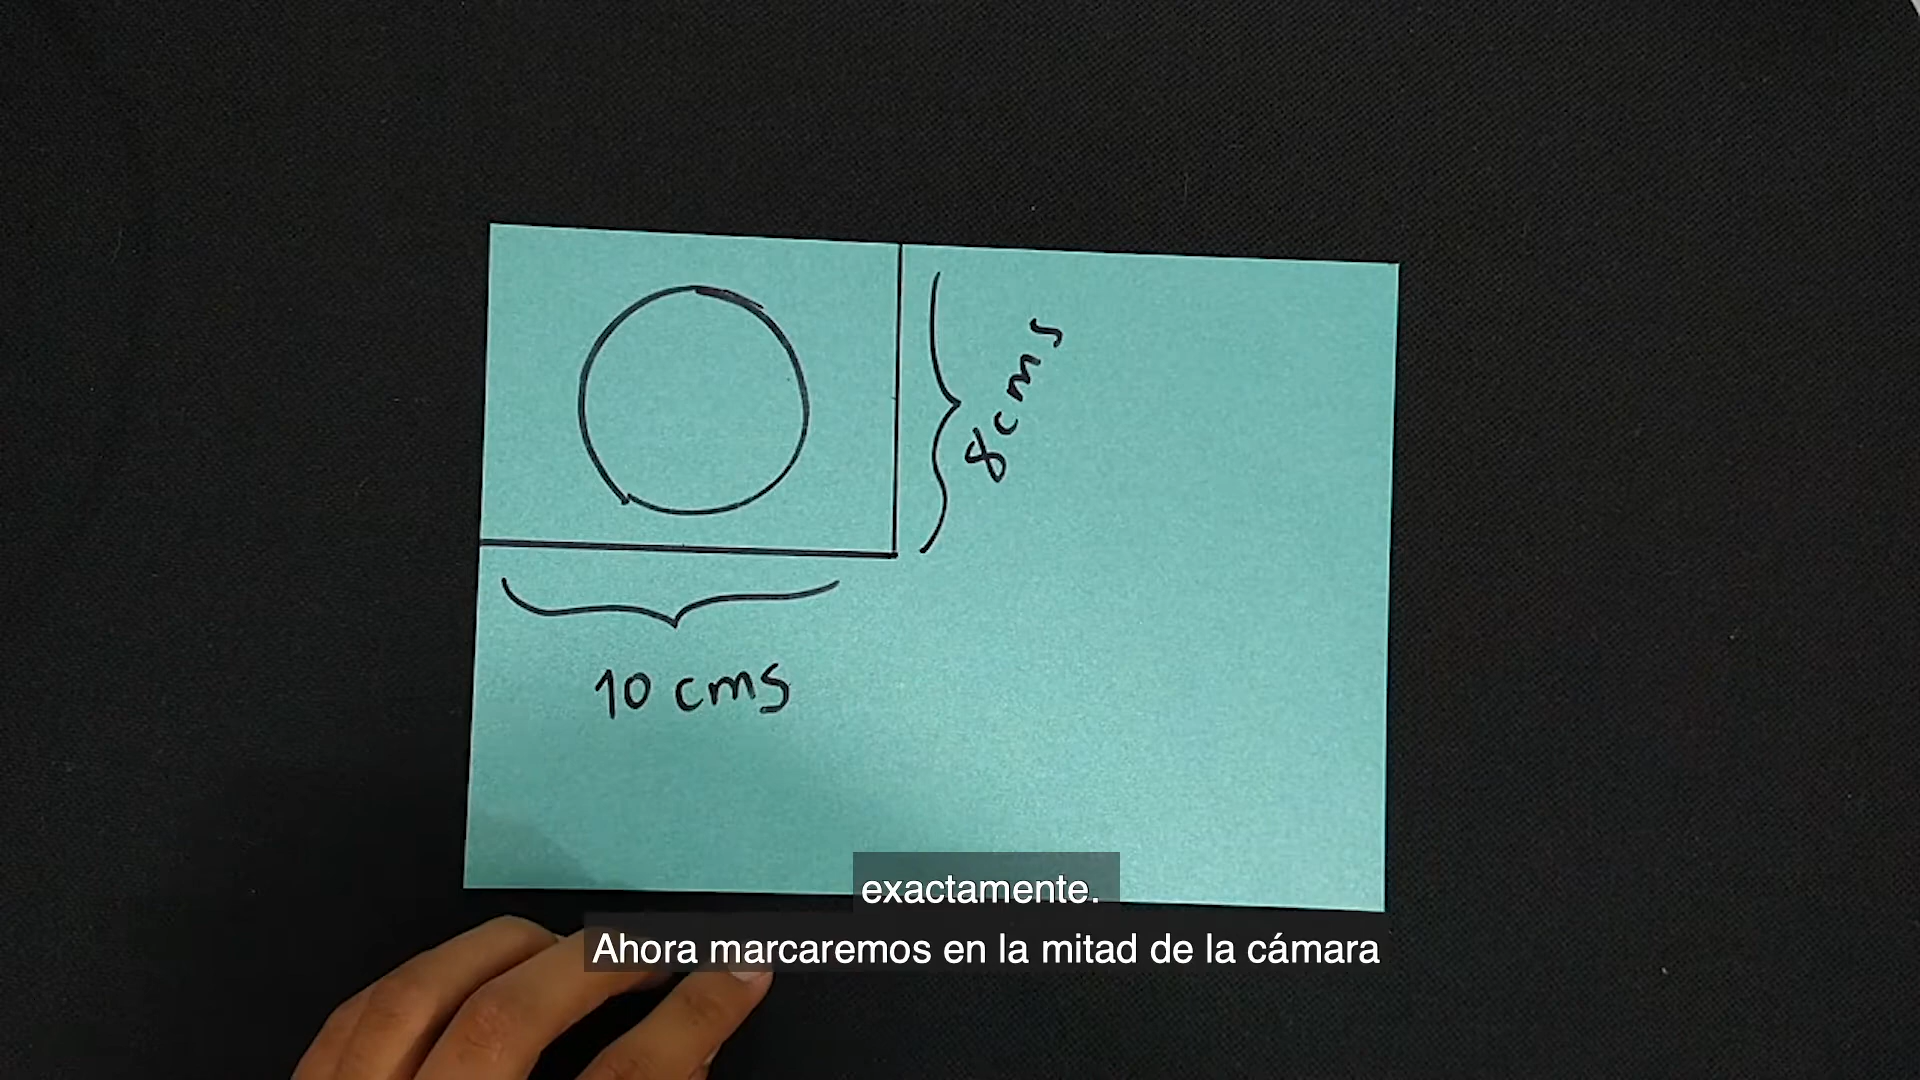 8cms
10 cms
exactamente.
Ahora marcaremos en la mitad de la cámara